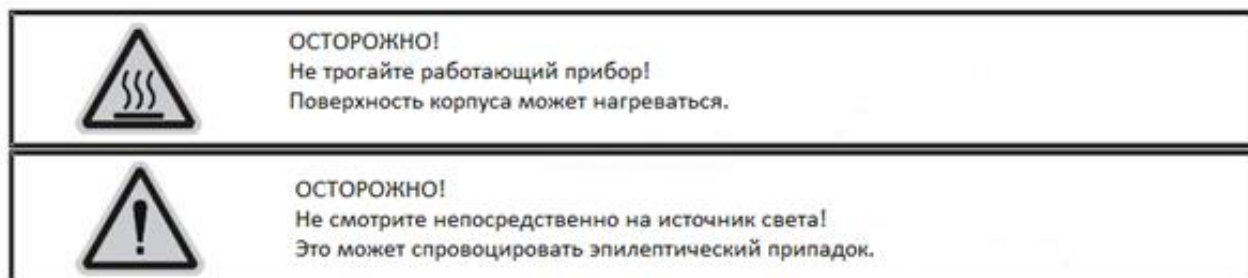 ОСТОРОЖНО!
Не трогайте работающий прибор!
Поверхность корпуса может нагреваться.
ОСТОРОЖНО!
Не смотрите непосредственно на источник света!
Это может спровоцировать эпилептический припадок.